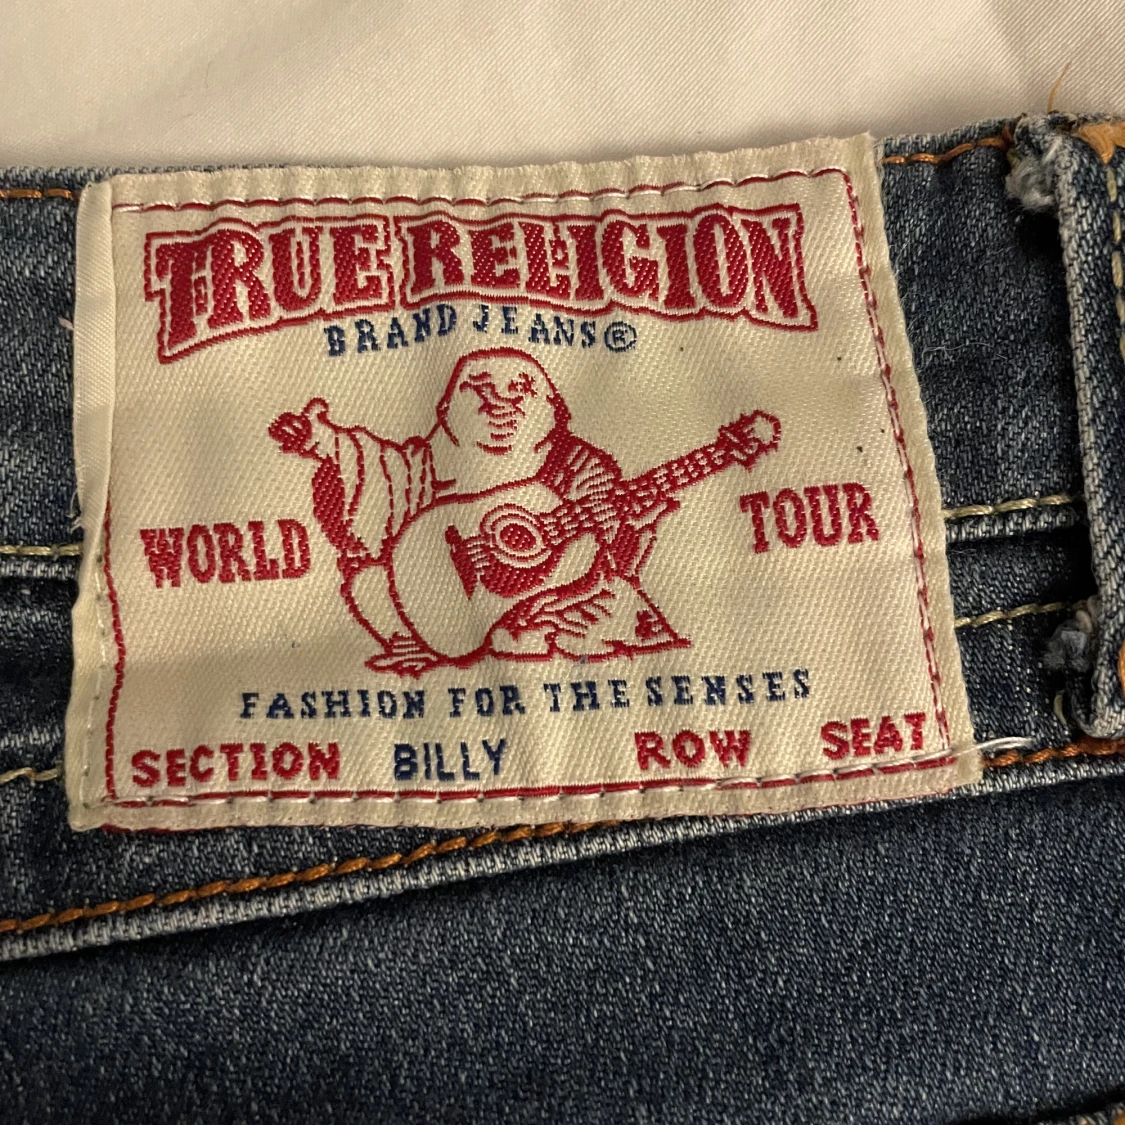 TRUE RELIGION
BRAND JEANS®
WORLD TOUR
FASHION FOR THE SENSES
SECTION BILLY ROW SEAT